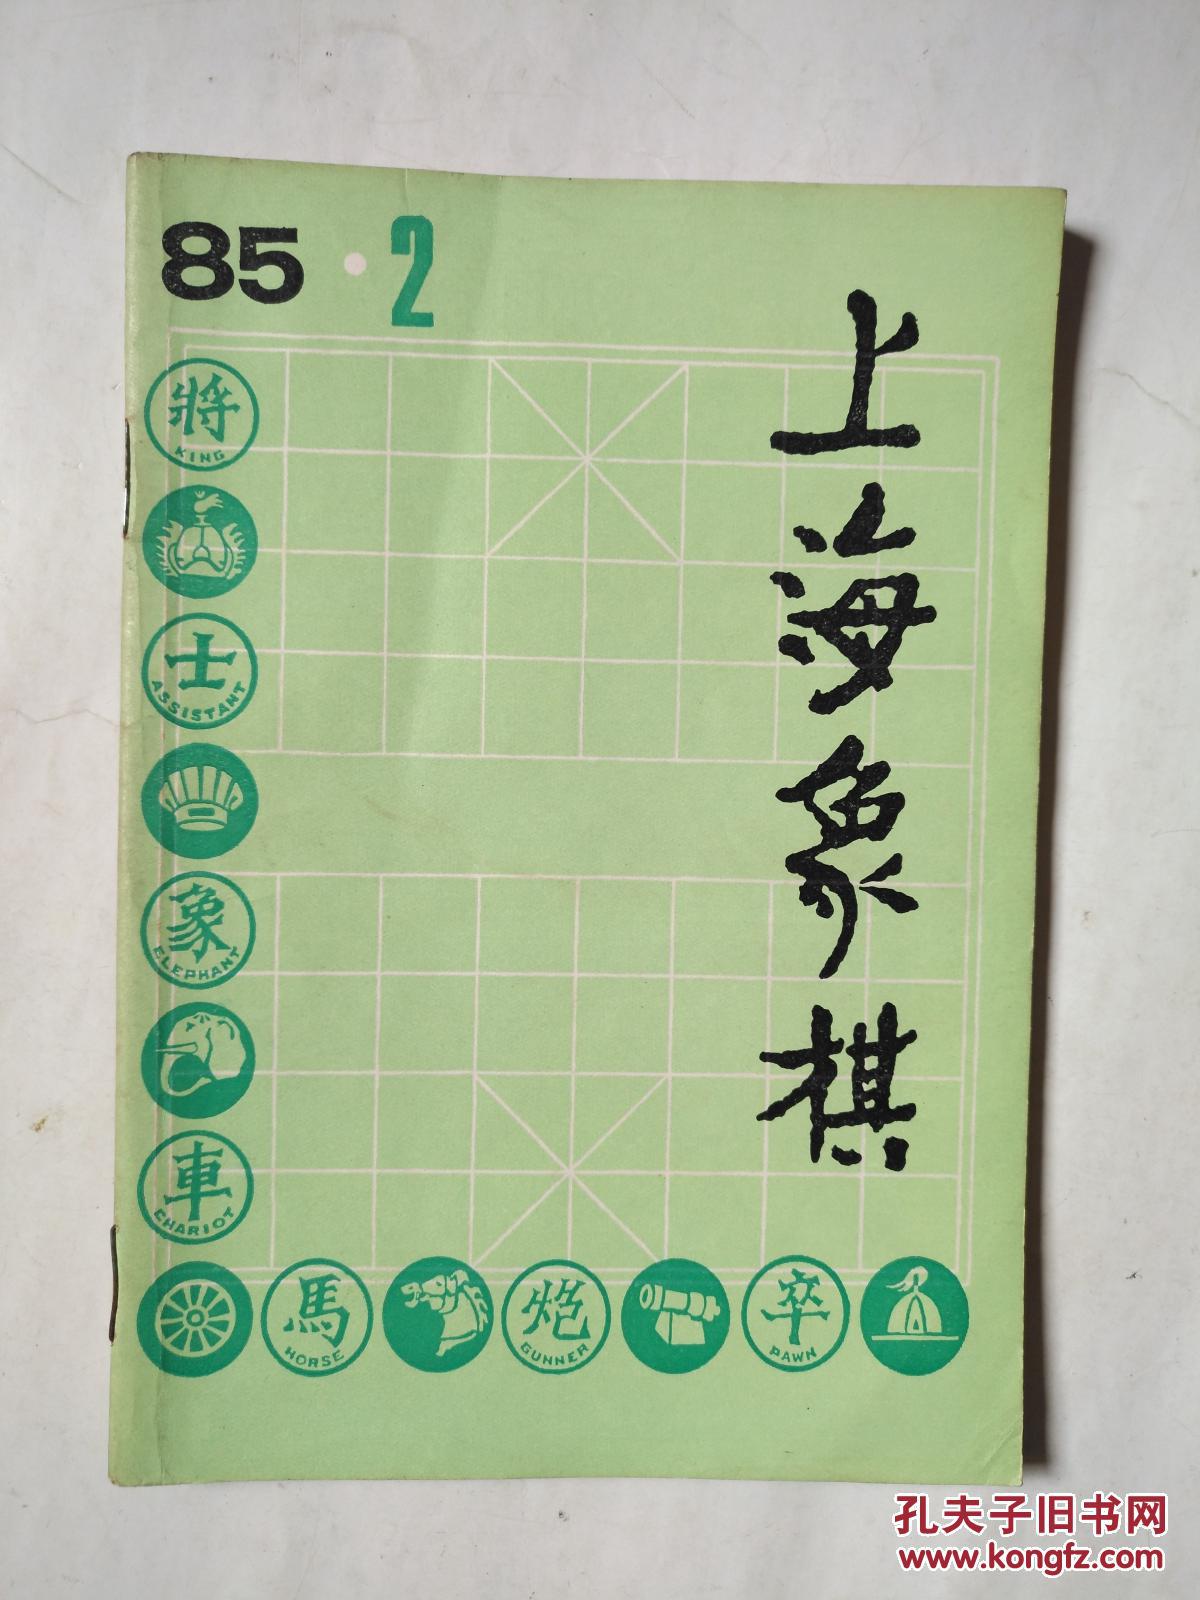 85·2
上海象棋
將
KING
士
ASSISTANT
象
ELEPHANT
車
CHARIOT
馬
HORSE
炮
GUNNER
卒
PAWN
孔夫子旧书网
www.kongfz.com